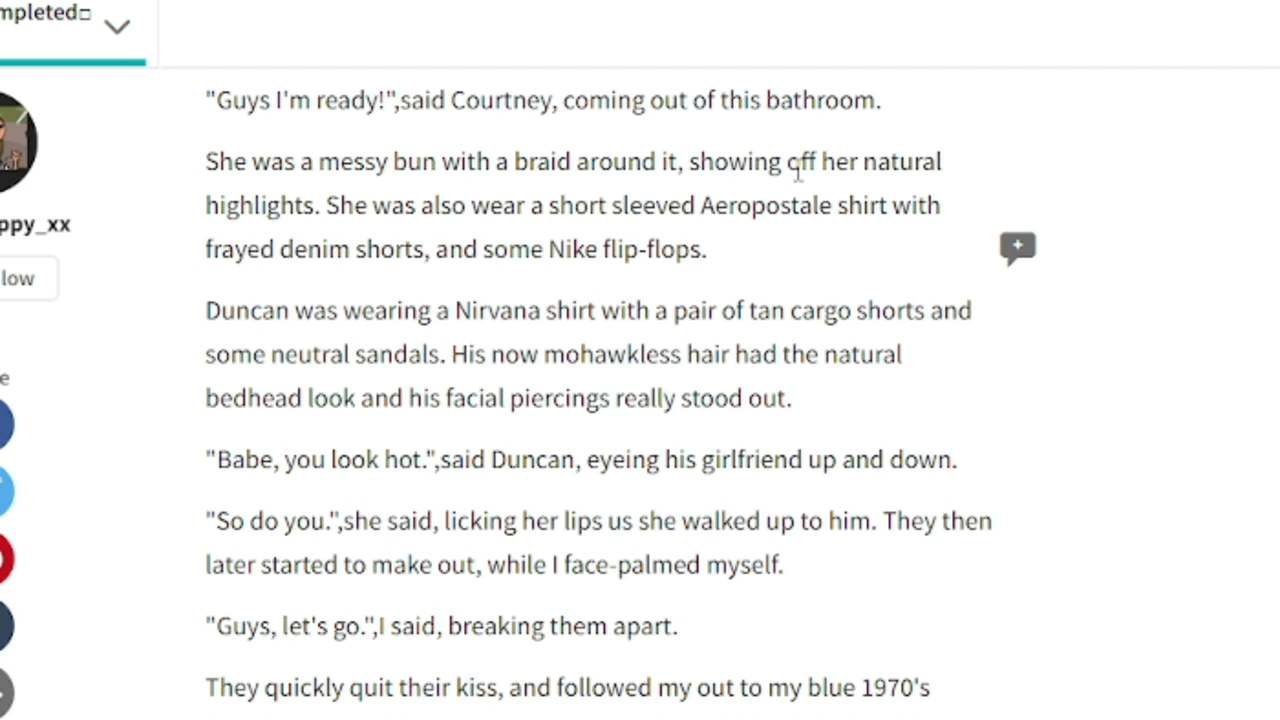 mpleted□
"Guys I'm ready!",said Courtney, coming out of this bathroom.
She was a messy bun with a braid around it, showing off her natural
highlights. She was also wear a short sleeved Aeropostale shirt with
frayed denim shorts, and some Nike flip-flops.
ppy_xx
low
Duncan was wearing a Nirvana shirt with a pair of tan cargo shorts and
some neutral sandals. His now mohawkless hair had the natural
e
bedhead look and his facial piercings really stood out.
"Babe, you look hot.",said Duncan, eyeing his girlfriend up and down.
"So do you.",she said, licking her lips us she walked up to him. They then
later started to make out, while I face-palmed myself.
"Guys, let's go.",I said, breaking them apart.
They quickly quit their kiss, and followed my out to my blue 1970's